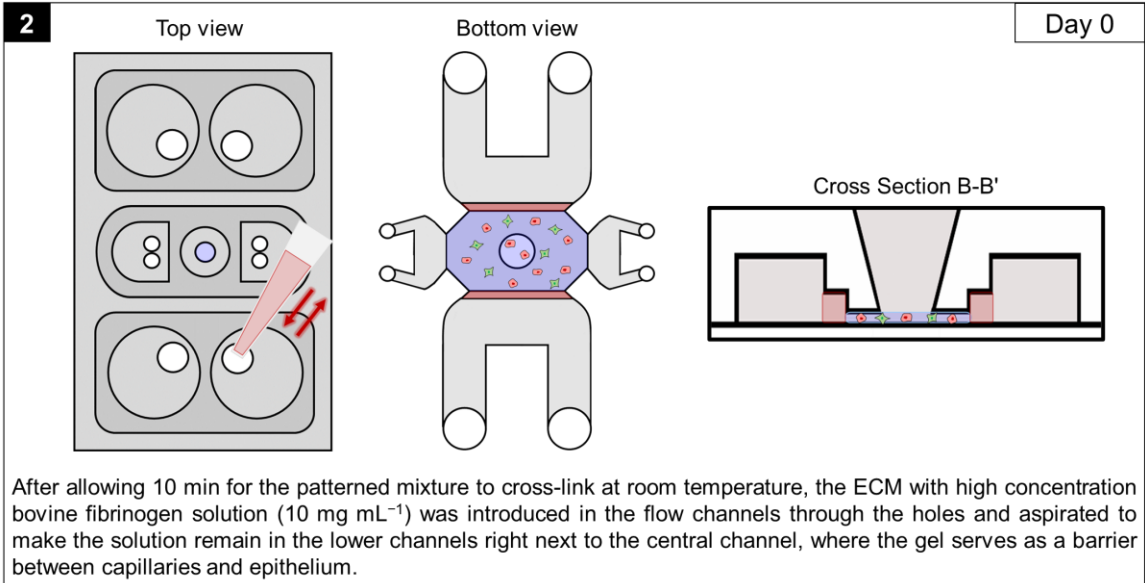 2
Top view
Bottom view
Day 0
Cross Section B-B'
After allowing 10 min for the patterned mixture to cross-link at room temperature, the ECM with high concentration
bovine fibrinogen solution (10 mg mL⁻¹) was introduced in the flow channels through the holes and aspirated to
make the solution remain in the lower channels right next to the central channel, where the gel serves as a barrier
between capillaries and epithelium.